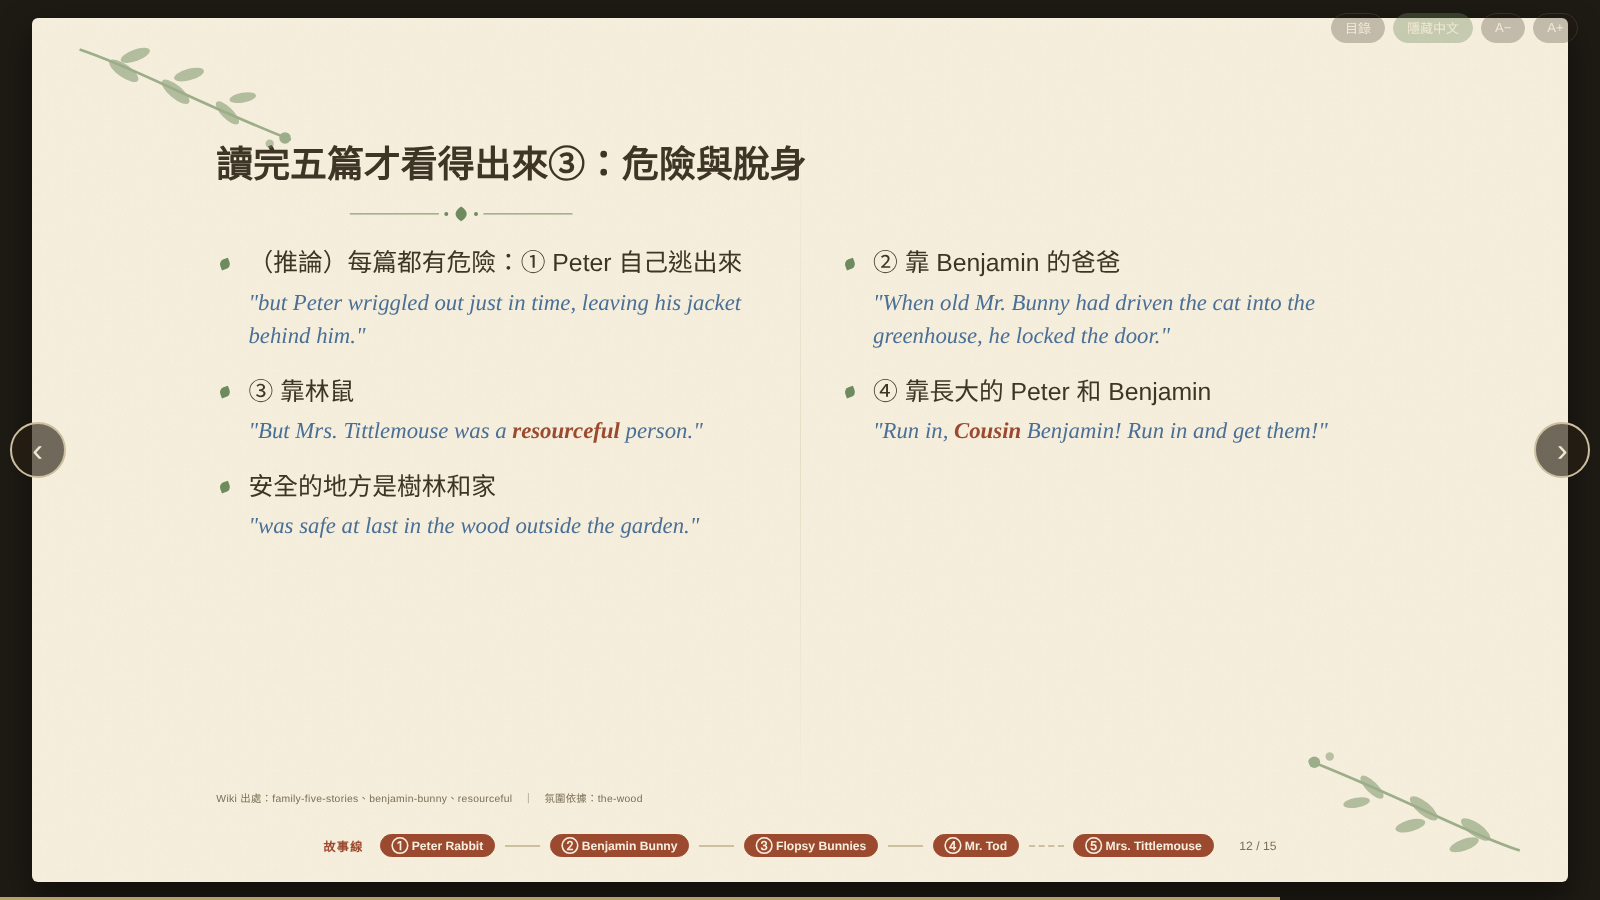 目錄
隱藏中文
A−
A+
讀完五篇才看得出來③：危險與脫身
（推論）每篇都有危險：① Peter 自己逃出來
"but Peter wriggled out just in time, leaving his jacket
behind him."
③ 靠林鼠
"But Mrs. Tittlemouse was a resourceful person."
安全的地方是樹林和家
"was safe at last in the wood outside the garden."
② 靠 Benjamin 的爸爸
"When old Mr. Bunny had driven the cat into the
greenhouse, he locked the door."
④ 靠長大的 Peter 和 Benjamin
"Run in, Cousin Benjamin! Run in and get them!"
Wiki 出處：family-five-stories、benjamin-bunny、resourceful ｜ 氛圍依據：the-wood
故事線 ① Peter Rabbit ② Benjamin Bunny ③ Flopsy Bunnies ④ Mr. Tod ⑤ Mrs. Tittlemouse 12 / 15